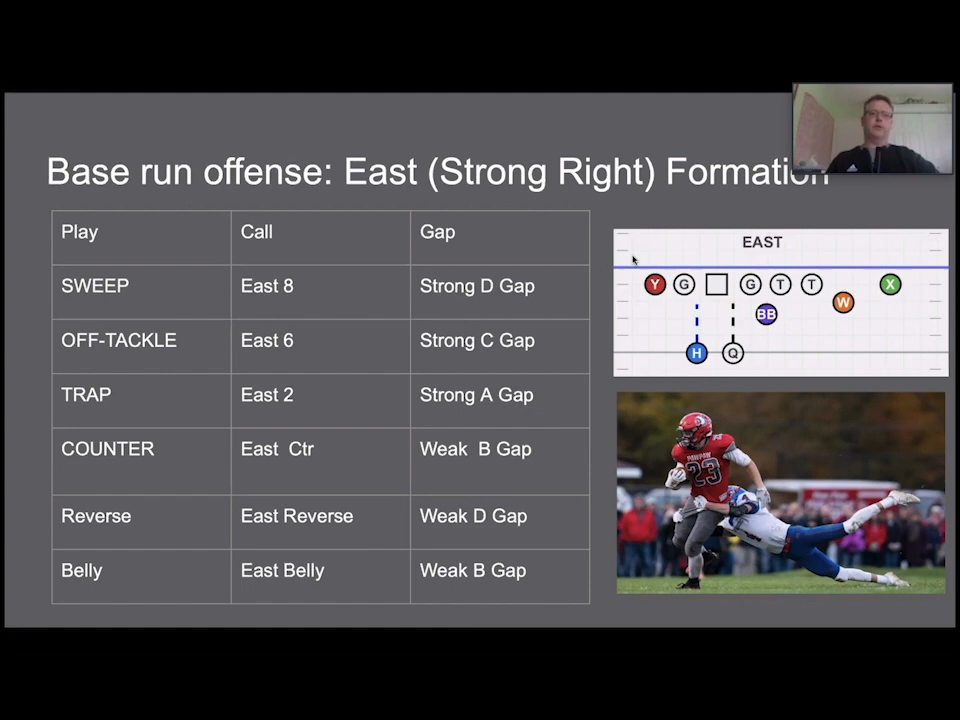 Base run offense: East (Strong Right) Formation
Play Call Gap
SWEEP East 8 Strong D Gap
OFF-TACKLE East 6 Strong C Gap
TRAP East 2 Strong A Gap
COUNTER East  Ctr Weak  B Gap
Reverse East Reverse Weak D Gap
Belly East Belly Weak B Gap
EAST
Y G G T T X
W
BB
H Q
PAWPAW
23